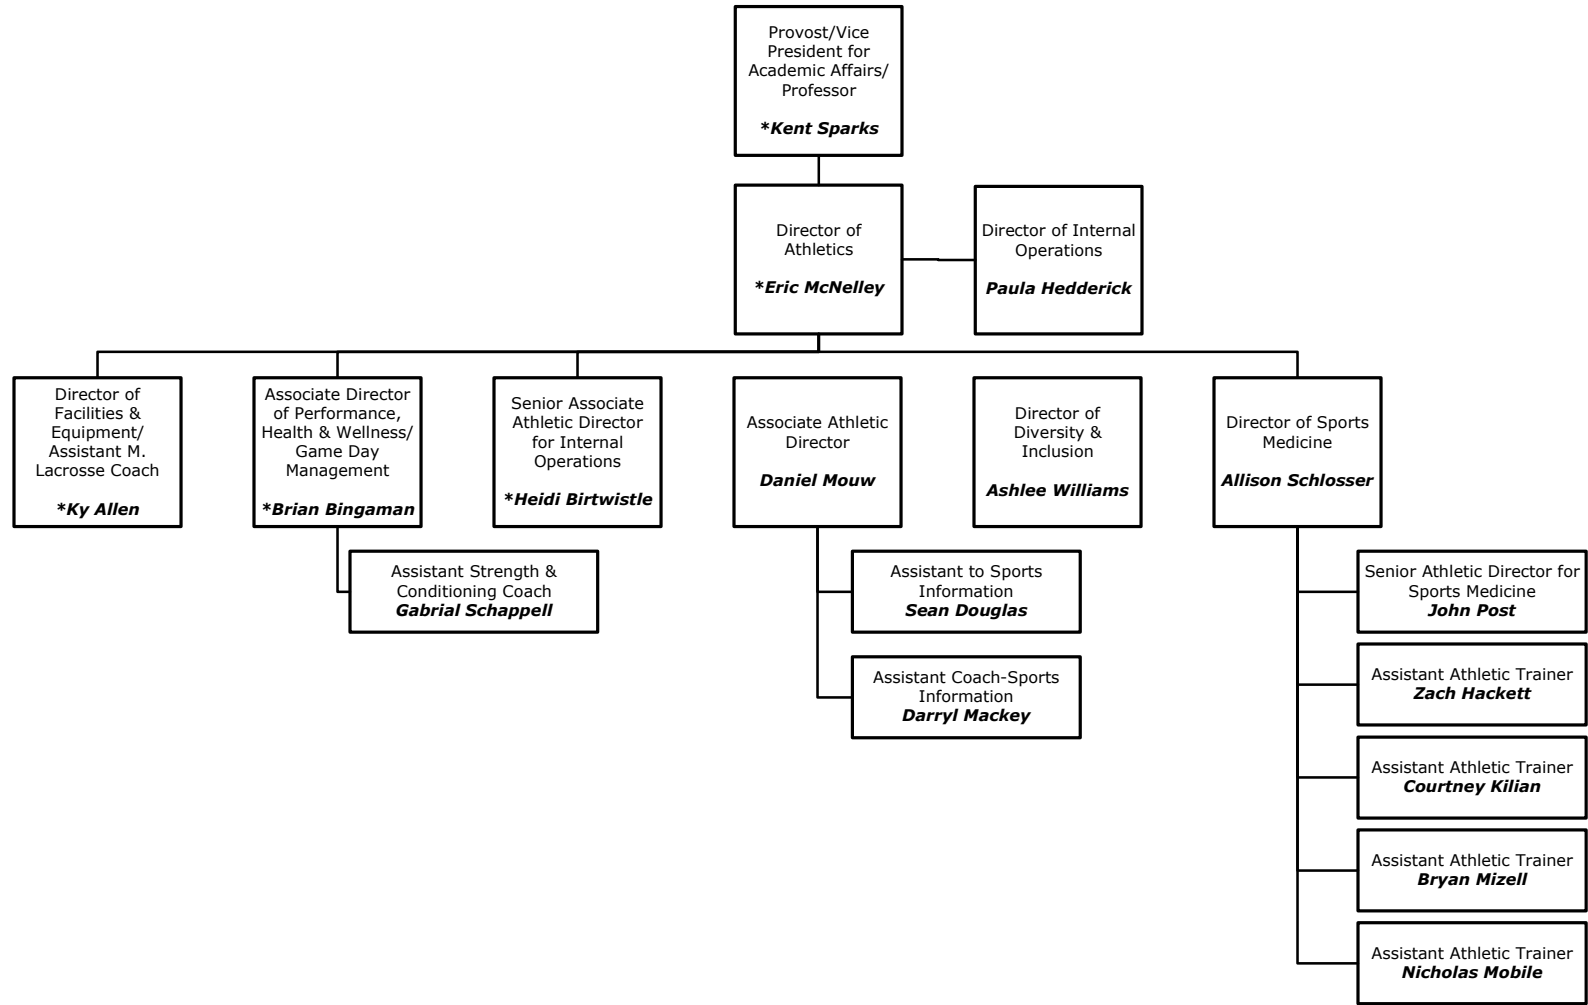 Provost/Vice
President for
Academic Affairs/
Professor
*Kent Sparks
Director of
Athletics
*Eric McNelley
Director of Internal
Operations
Paula Hedderick
Director of
Facilities &
Equipment/
Assistant M.
Lacrosse Coach
*Ky Allen
Associate Director
of Performance,
Health & Wellness/
Game Day
Management
*Brian Bingaman
Senior Associate
Athletic Director
for Internal
Operations
*Heidi Birtwistle
Associate Athletic
Director
Daniel Mouw
Director of
Diversity &
Inclusion
Ashlee Williams
Director of Sports
Medicine
Allison Schlosser
Assistant Strength &
Conditioning Coach
Gabrial Schappell
Assistant to Sports
Information
Sean Douglas
Assistant Coach-Sports
Information
Darryl Mackey
Senior Athletic Director for
Sports Medicine
John Post
Assistant Athletic Trainer
Zach Hackett
Assistant Athletic Trainer
Courtney Kilian
Assistant Athletic Trainer
Bryan Mizell
Assistant Athletic Trainer
Nicholas Mobile